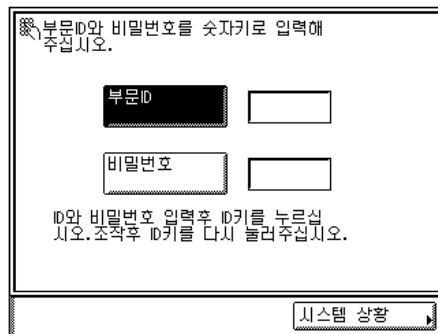 부문ID와 비밀번호를 숫자키로 입력해
주십시오.
부문ID
비밀번호
ID와 비밀번호 입력후 ID키를 누르십
시오.조작후 ID키를 다시 눌러주십시오.
시스템 상황